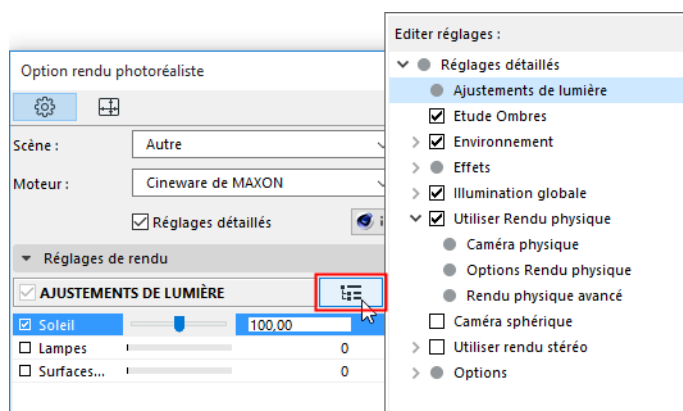 Option rendu photoréaliste
Scène :
Autre
Moteur :
Cineware de MAXON
Réglages détaillés
i
Réglages de rendu
AJUSTEMENTS DE LUMIÈRE
Soleil
100,00
Lampes
0
Surfaces...
0
Editer réglages :
Réglages détaillés
Ajustements de lumière
Etude Ombres
Environnement
Effets
Illumination globale
Utiliser Rendu physique
Caméra physique
Options Rendu physique
Rendu physique avancé
Caméra sphérique
Utiliser rendu stéréo
Options